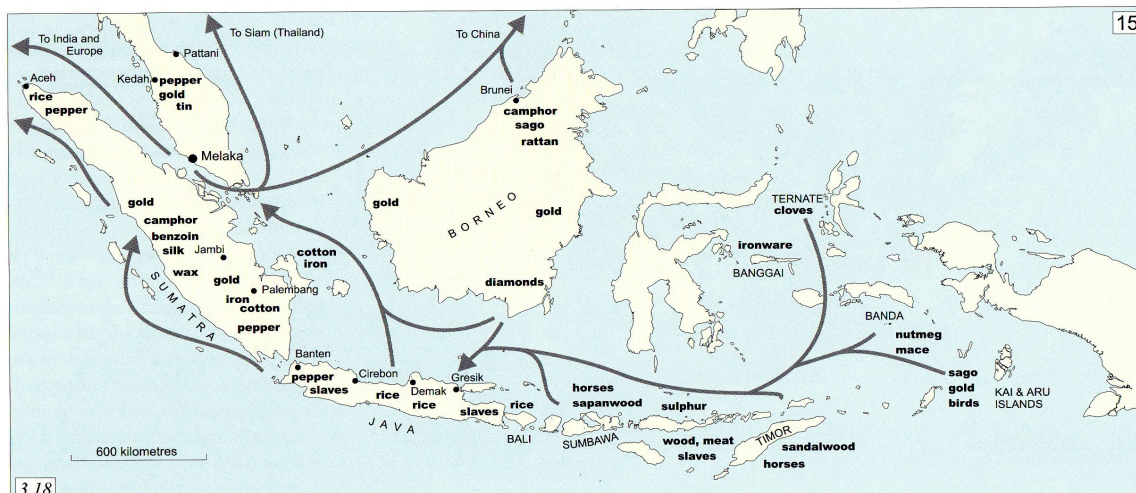 15
To India and
Europe
To Siam (Thailand)
To China
Pattani
Aceh
Kedah
pepper
gold
tin
rice
pepper
Brunei
camphor
sago
rattan
Melaka
gold
camphor
benzoin
silk
Jambi
wax
gold
Palembang
iron
cotton
pepper
SUMATRA
cotton
iron
gold
BORNEO
gold
diamonds
TERNATE
cloves
ironware
BANGGAI
BANDA
nutmeg
mace
sago
gold
birds
KAI & ARU
ISLANDS
Banten
pepper
slaves
Cirebon
rice
Demak
rice
Gresik
slaves
JAVA
rice
BALI
horses
sapanwood
SUMBAWA
sulphur
wood, meat
slaves
TIMOR
sandalwood
horses
600 kilometres
3.18